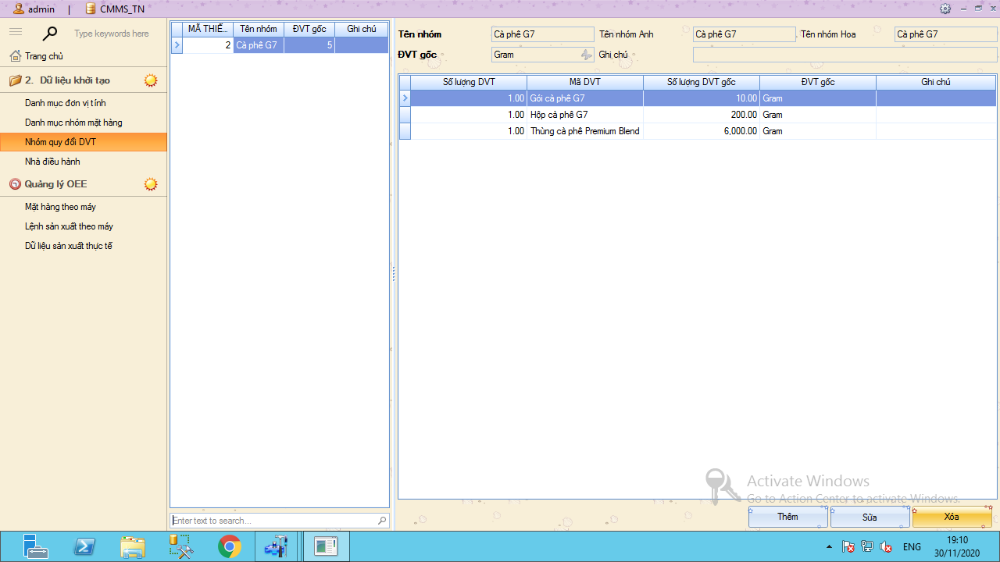 admin | CMMS_TN
Type keywords here
Trang chủ
2. Dữ liệu khởi tạo
Danh mục đơn vị tính
Danh mục nhóm mặt hàng
Nhóm quy đổi DVT
Nhà điều hành
Quảng lý OEE
Mặt hàng theo máy
Lệnh sản xuất theo máy
Dữ liệu sản xuất thực tế
MÃ THIẾ... Tên nhóm ĐVT gốc Ghi chú
2 Cà phê G7 5
Enter text to search...
Tên nhóm Cà phê G7 Tên nhóm Anh Cà phê G7 Tên nhóm Hoa Cà phê G7
ĐVT gốc Gram Ghi chú
Số lượng DVT Mã DVT Số lượng DVT gốc ĐVT gốc Ghi chú
1.00 Gói cà phê G7 10.00 Gram
1.00 Hộp cà phê G7 200.00 Gram
1.00 Thùng cà phê Premium Blend 6,000.00 Gram
Activate Windows
Go to Action Center to activate Windows.
Thêm Sửa Xóa
ENG
19:10
30/11/2020